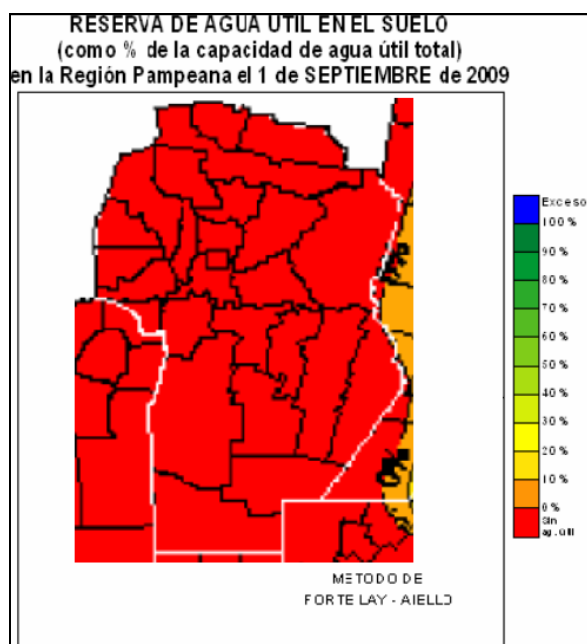 RESERVA DE AGUA UTIL EN EL SUELO
(como % de la capacidad de agua útil total)
en la Región Pampeana el 1 de SEPTIEMBRE de 2009
Exceso
100 %
90 %
80 %
70 %
60 %
50 %
40 %
30 %
20 %
10 %
0 %
Sin
ag. útil
METODO DE
FORTE LAY - AIELLO